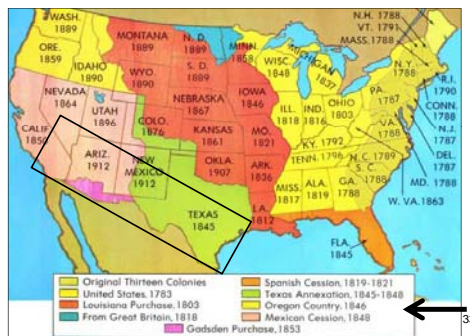 WASH.
1889
ORE.
1859
IDAHO
1890
MONTANA
1889
N. D.
1889
MINN.
1858
S. D.
1889
WYO.
1890
NEBRASKA
1867
IOWA
1846
WISC.
1848
MICHIGAN
1837
NEVADA
1864
UTAH
1896
CALIF.
1850
COLO.
1876
KANSAS
1861
MO.
1821
ILL.
1818
IND.
1816
OHIO
1803
KY. 1792
TENN. 1796
ARIZ.
1912
NEW
MEXICO
1912
OKLA.
1907
ARK.
1836
TEXAS
1845
LA.
1812
MISS.
1817
ALA.
1819
GA.
1788
S. C.
1788
N.C. 1789
VA.
1788
PA.
1787
N.Y.
1788
N.H. 1788
VT. 1791
MASS. 1788
R.I.
1790
CONN.
1788
N.J.
1787
DEL.
1787
MD. 1788
W. VA.1863
FLA.
1845
Original Thirteen Colonies
United States, 1783
Louisiana Purchase, 1803
From Great Britain, 1818
Gadsden Purchase, 1853
Spanish Cession, 1819-1821
Texas Annexation, 1845-1848
Oregon Country, 1846
Mexican Cession, 1848
3